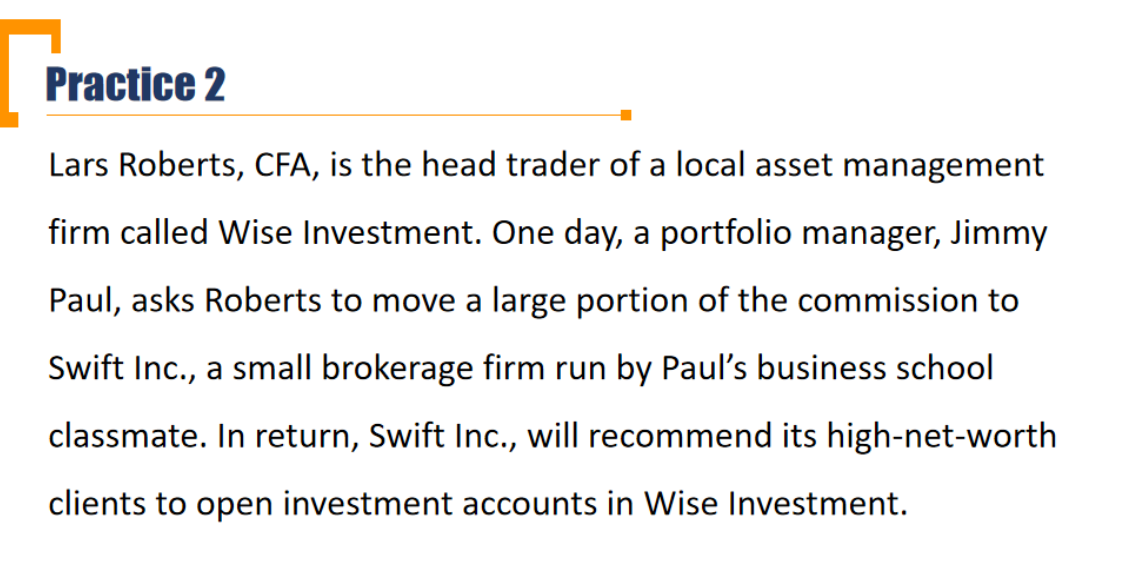 Practice 2
Lars Roberts, CFA, is the head trader of a local asset management
firm called Wise Investment. One day, a portfolio manager, Jimmy
Paul, asks Roberts to move a large portion of the commission to
Swift Inc., a small brokerage firm run by Paul’s business school
classmate. In return, Swift Inc., will recommend its high-net-worth
clients to open investment accounts in Wise Investment.